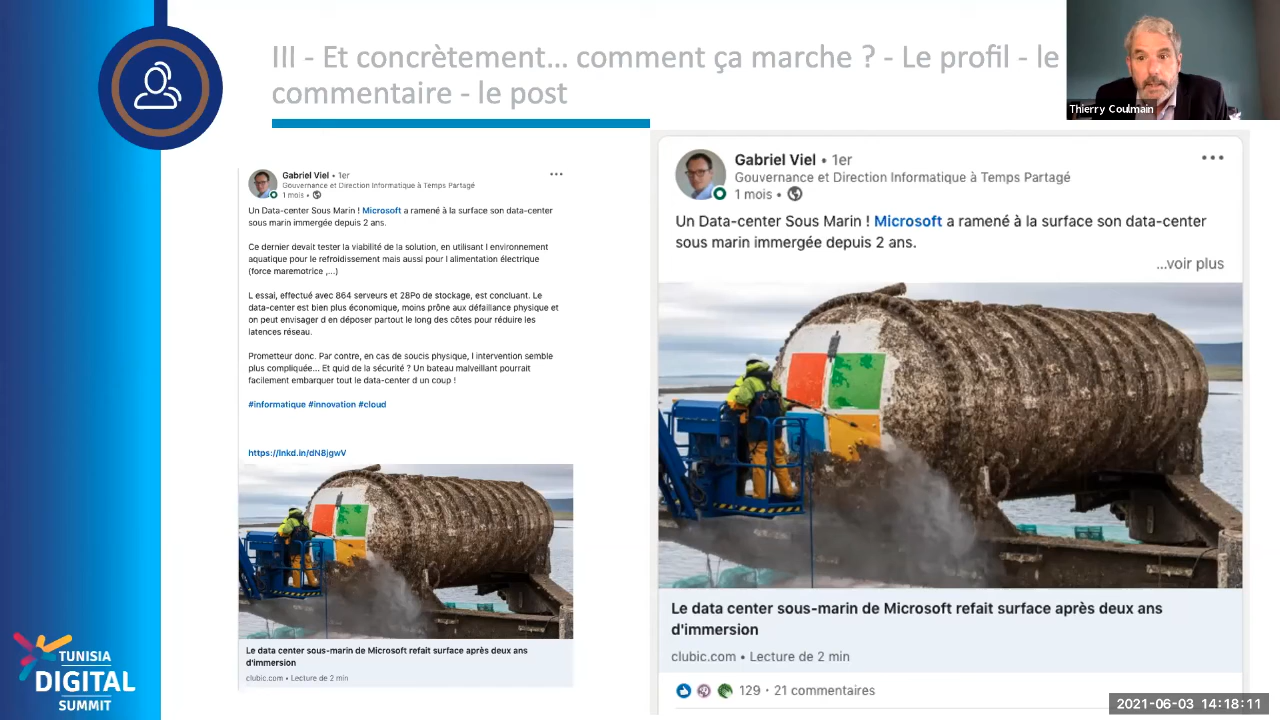 III - Et concrètement... comment ça marche ? - Le profil - le
commentaire - le post
Thierry Coulmain
Gabriel Viel • 1er
Gouvernance et Direction Informatique à Temps Partagé
1 mois •
Un Data-center Sous Marin ! Microsoft a ramené à la surface son data-center
sous marin immergée depuis 2 ans.
Ce dernier devait tester la viabilité de la solution, en utilisant l environnement
aquatique pour le refroidissement mais aussi pour l alimentation électrique
(force maremotrice ,...)
L essai, effectué avec 864 serveurs et 28Po de stockage, est concluant. Le
data-center est bien plus économique, moins prône aux défaillance physique et
on peut envisager d en déposer partout le long des côtes pour réduire les
latences réseau.
Prometteur donc. Par contre, en cas de soucis physique, l intervention semble
plus compliquée... Et quid de la sécurité ? Un bateau malveillant pourrait
facilement embarquer tout le data-center d un coup !
#informatique #innovation #cloud
https://lnkd.in/dN8jgwV
Le data center sous-marin de Microsoft refait surface après deux ans
d'immersion
clubic.com • Lecture de 2 min
Gabriel Viel • 1er
Gouvernance et Direction Informatique à Temps Partagé
1 mois •
Un Data-center Sous Marin ! Microsoft a ramené à la surface son data-center
sous marin immergée depuis 2 ans.
...voir plus
Le data center sous-marin de Microsoft refait surface après deux ans
d'immersion
clubic.com • Lecture de 2 min
129 · 21 commentaires
TUNISIA
DIGITAL
SUMMIT
2021-06-03 14:18:11